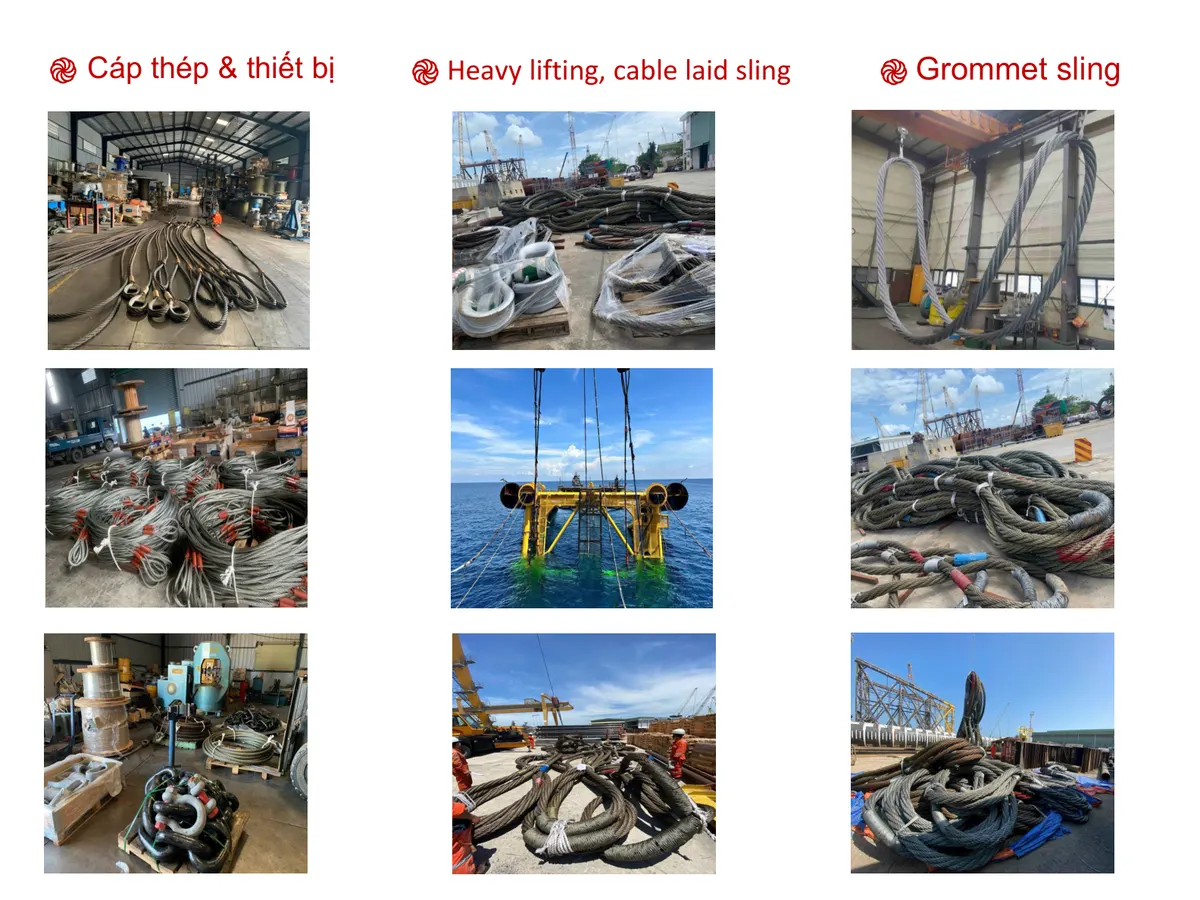 Cáp thép & thiết bị
Heavy lifting, cable laid sling
Grommet sling